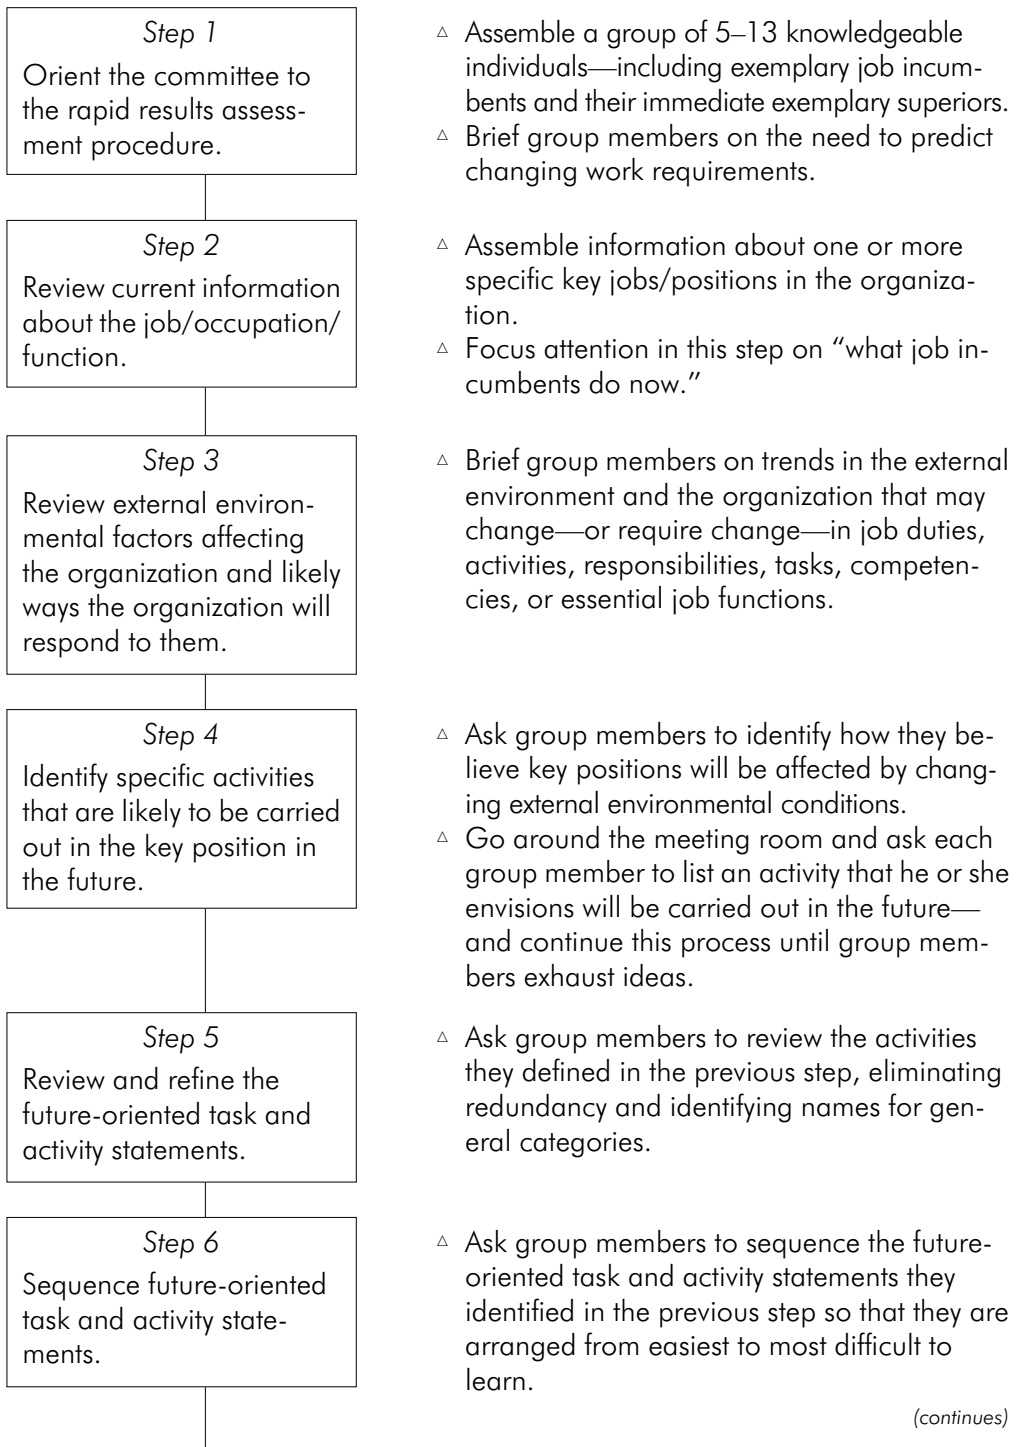 Step 1
Orient the committee to
the rapid results assess-
ment procedure.
△ Assemble a group of 5–13 knowledgeable
individuals—including exemplary job incum-
bents and their immediate exemplary superiors.
△ Brief group members on the need to predict
changing work requirements.
Step 2
Review current information
about the job/occupation/
function.
△ Assemble information about one or more
specific key jobs/positions in the organiza-
tion.
△ Focus attention in this step on “what job in-
cumbents do now.”
Step 3
Review external environ-
mental factors affecting
the organization and likely
ways the organization will
respond to them.
△ Brief group members on trends in the external
environment and the organization that may
change—or require change—in job duties,
activities, responsibilities, tasks, competen-
cies, or essential job functions.
Step 4
Identify specific activities
that are likely to be carried
out in the key position in
the future.
△ Ask group members to identify how they be-
lieve key positions will be affected by chang-
ing external environmental conditions.
△ Go around the meeting room and ask each
group member to list an activity that he or she
envisions will be carried out in the future—
and continue this process until group mem-
bers exhaust ideas.
Step 5
Review and refine the
future-oriented task and
activity statements.
△ Ask group members to review the activities
they defined in the previous step, eliminating
redundancy and identifying names for gen-
eral categories.
Step 6
Sequence future-oriented
task and activity state-
ments.
△ Ask group members to sequence the future-
oriented task and activity statements they
identified in the previous step so that they are
arranged from easiest to most difficult to
learn.
(continues)